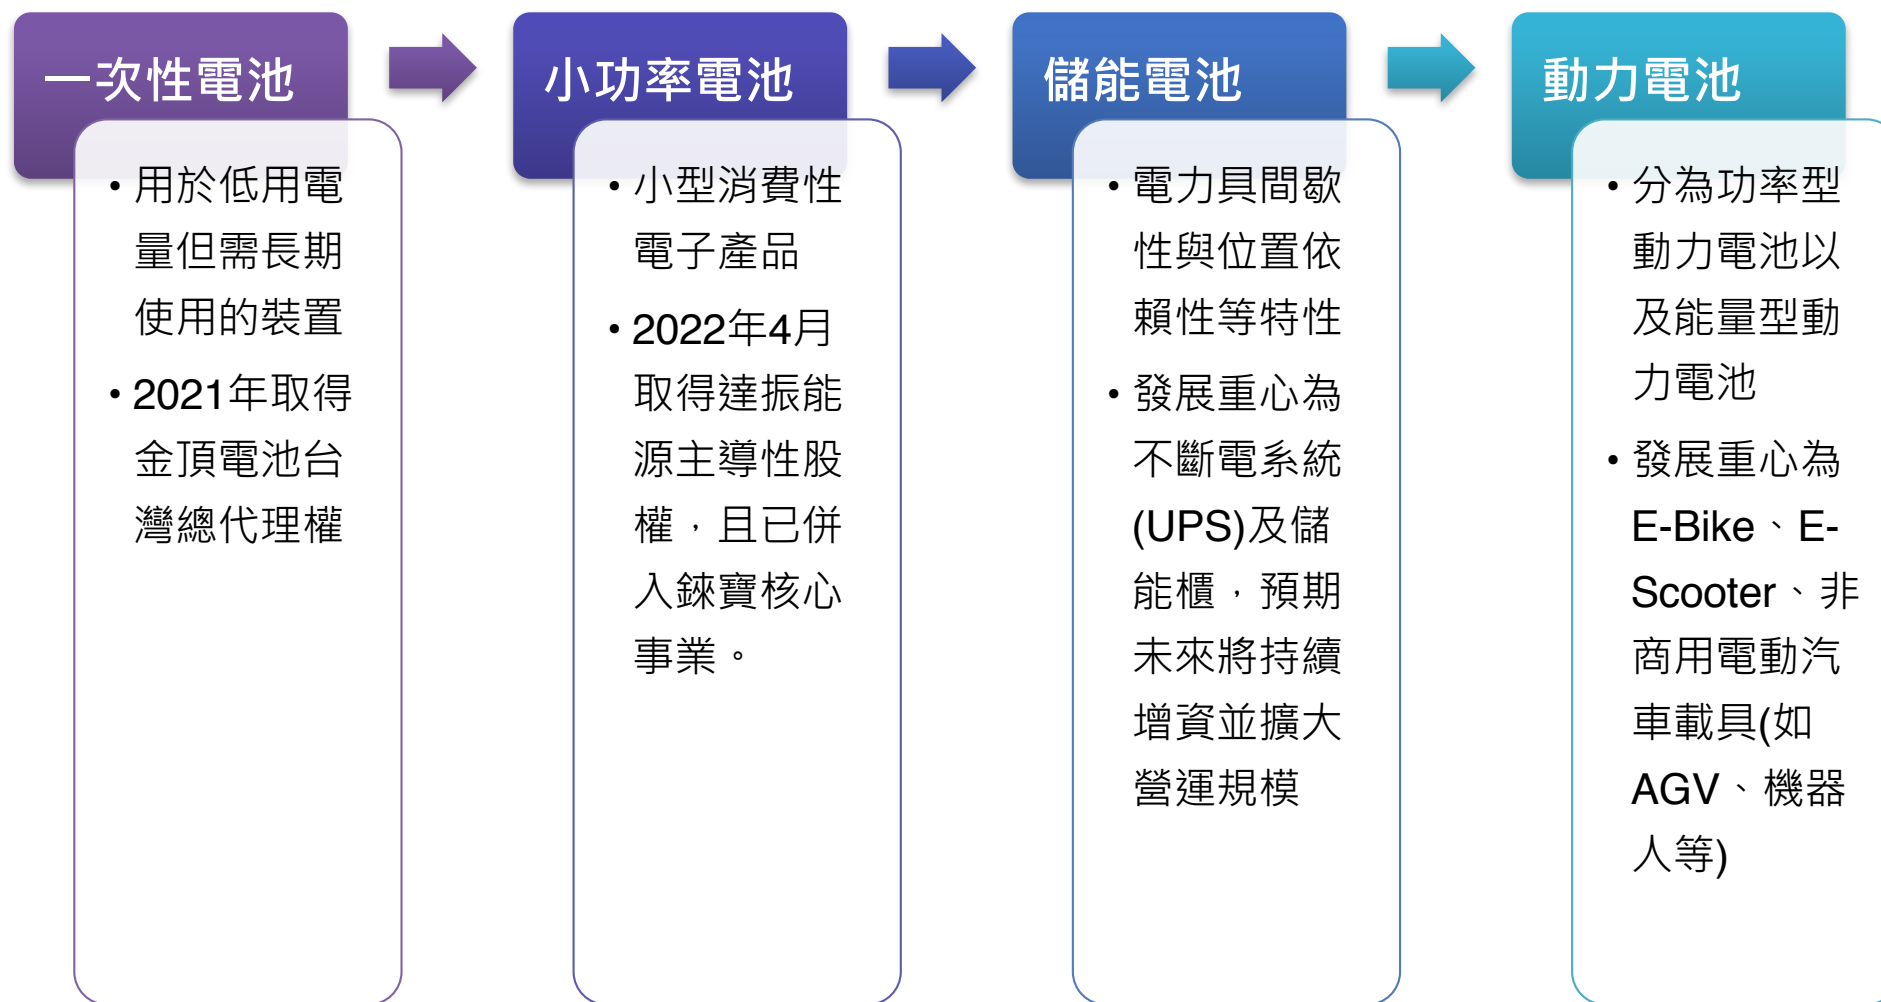 一次性電池
用於低用電
量但需長期
使用的裝置
2021年取得
金頂電池台
灣總代理權
小功率電池
小型消費性
電子產品
2022年4月
取得達振能
源主導性股
權，且已併
入錸寶核心
事業。
儲能電池
電力具間歇
性與位置依
賴性等特性
發展重心為
不斷電系統
(UPS)及儲
能櫃，預期
未來將持續
增資並擴大
營運規模
動力電池
分為功率型
動力電池以
及能量型動
力電池
發展重心為
E-Bike、E-
Scooter、非
商用電動汽
車載具(如
AGV、機器
人等)